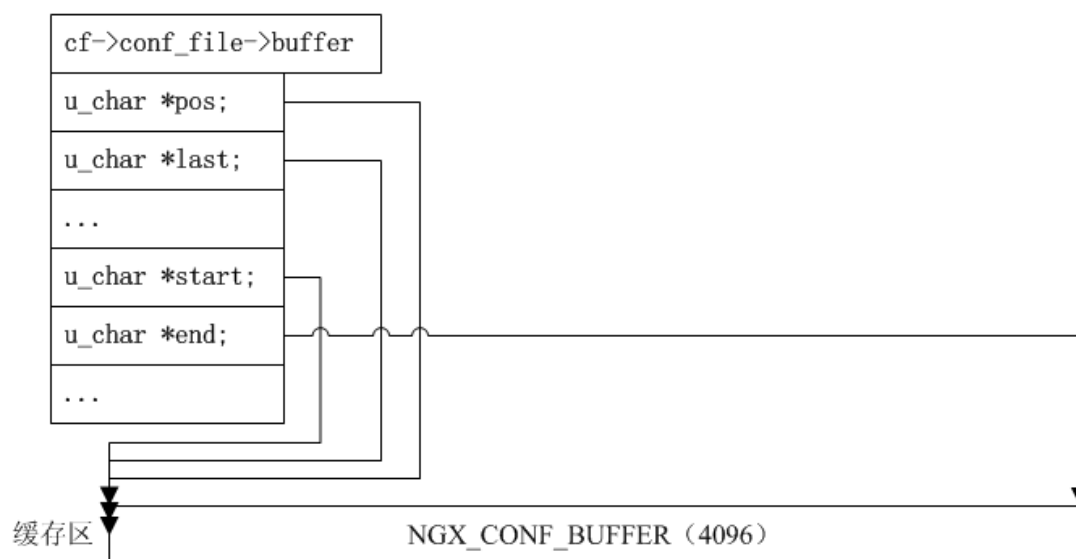 cf->conf_file->buffer
u_char *pos;
u_char *last;
...
u_char *start;
u_char *end;
...
缓存区
NGX_CONF_BUFFER（4096）